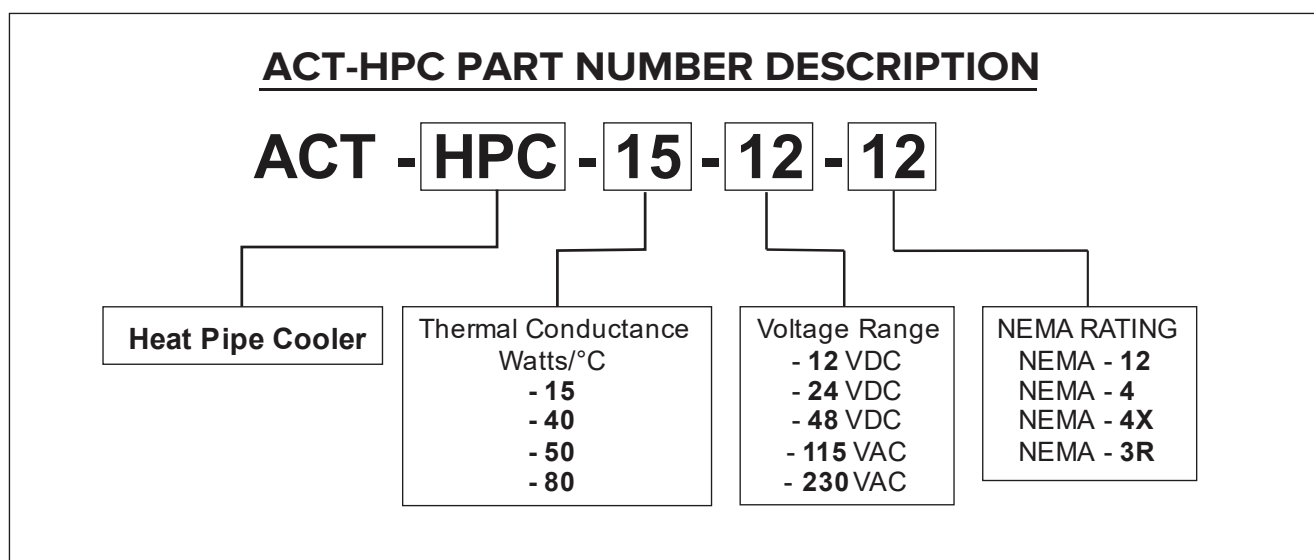 ACT-HPC PART NUMBER DESCRIPTION
ACT - HPC - 15 - 12 - 12
Heat Pipe Cooler
Thermal Conductance
Watts/°C
- 15
- 40
- 50
- 80
Voltage Range
- 12 VDC
- 24 VDC
- 48 VDC
- 115 VAC
- 230 VAC
NEMA RATING
NEMA - 12
NEMA - 4
NEMA - 4X
NEMA - 3R